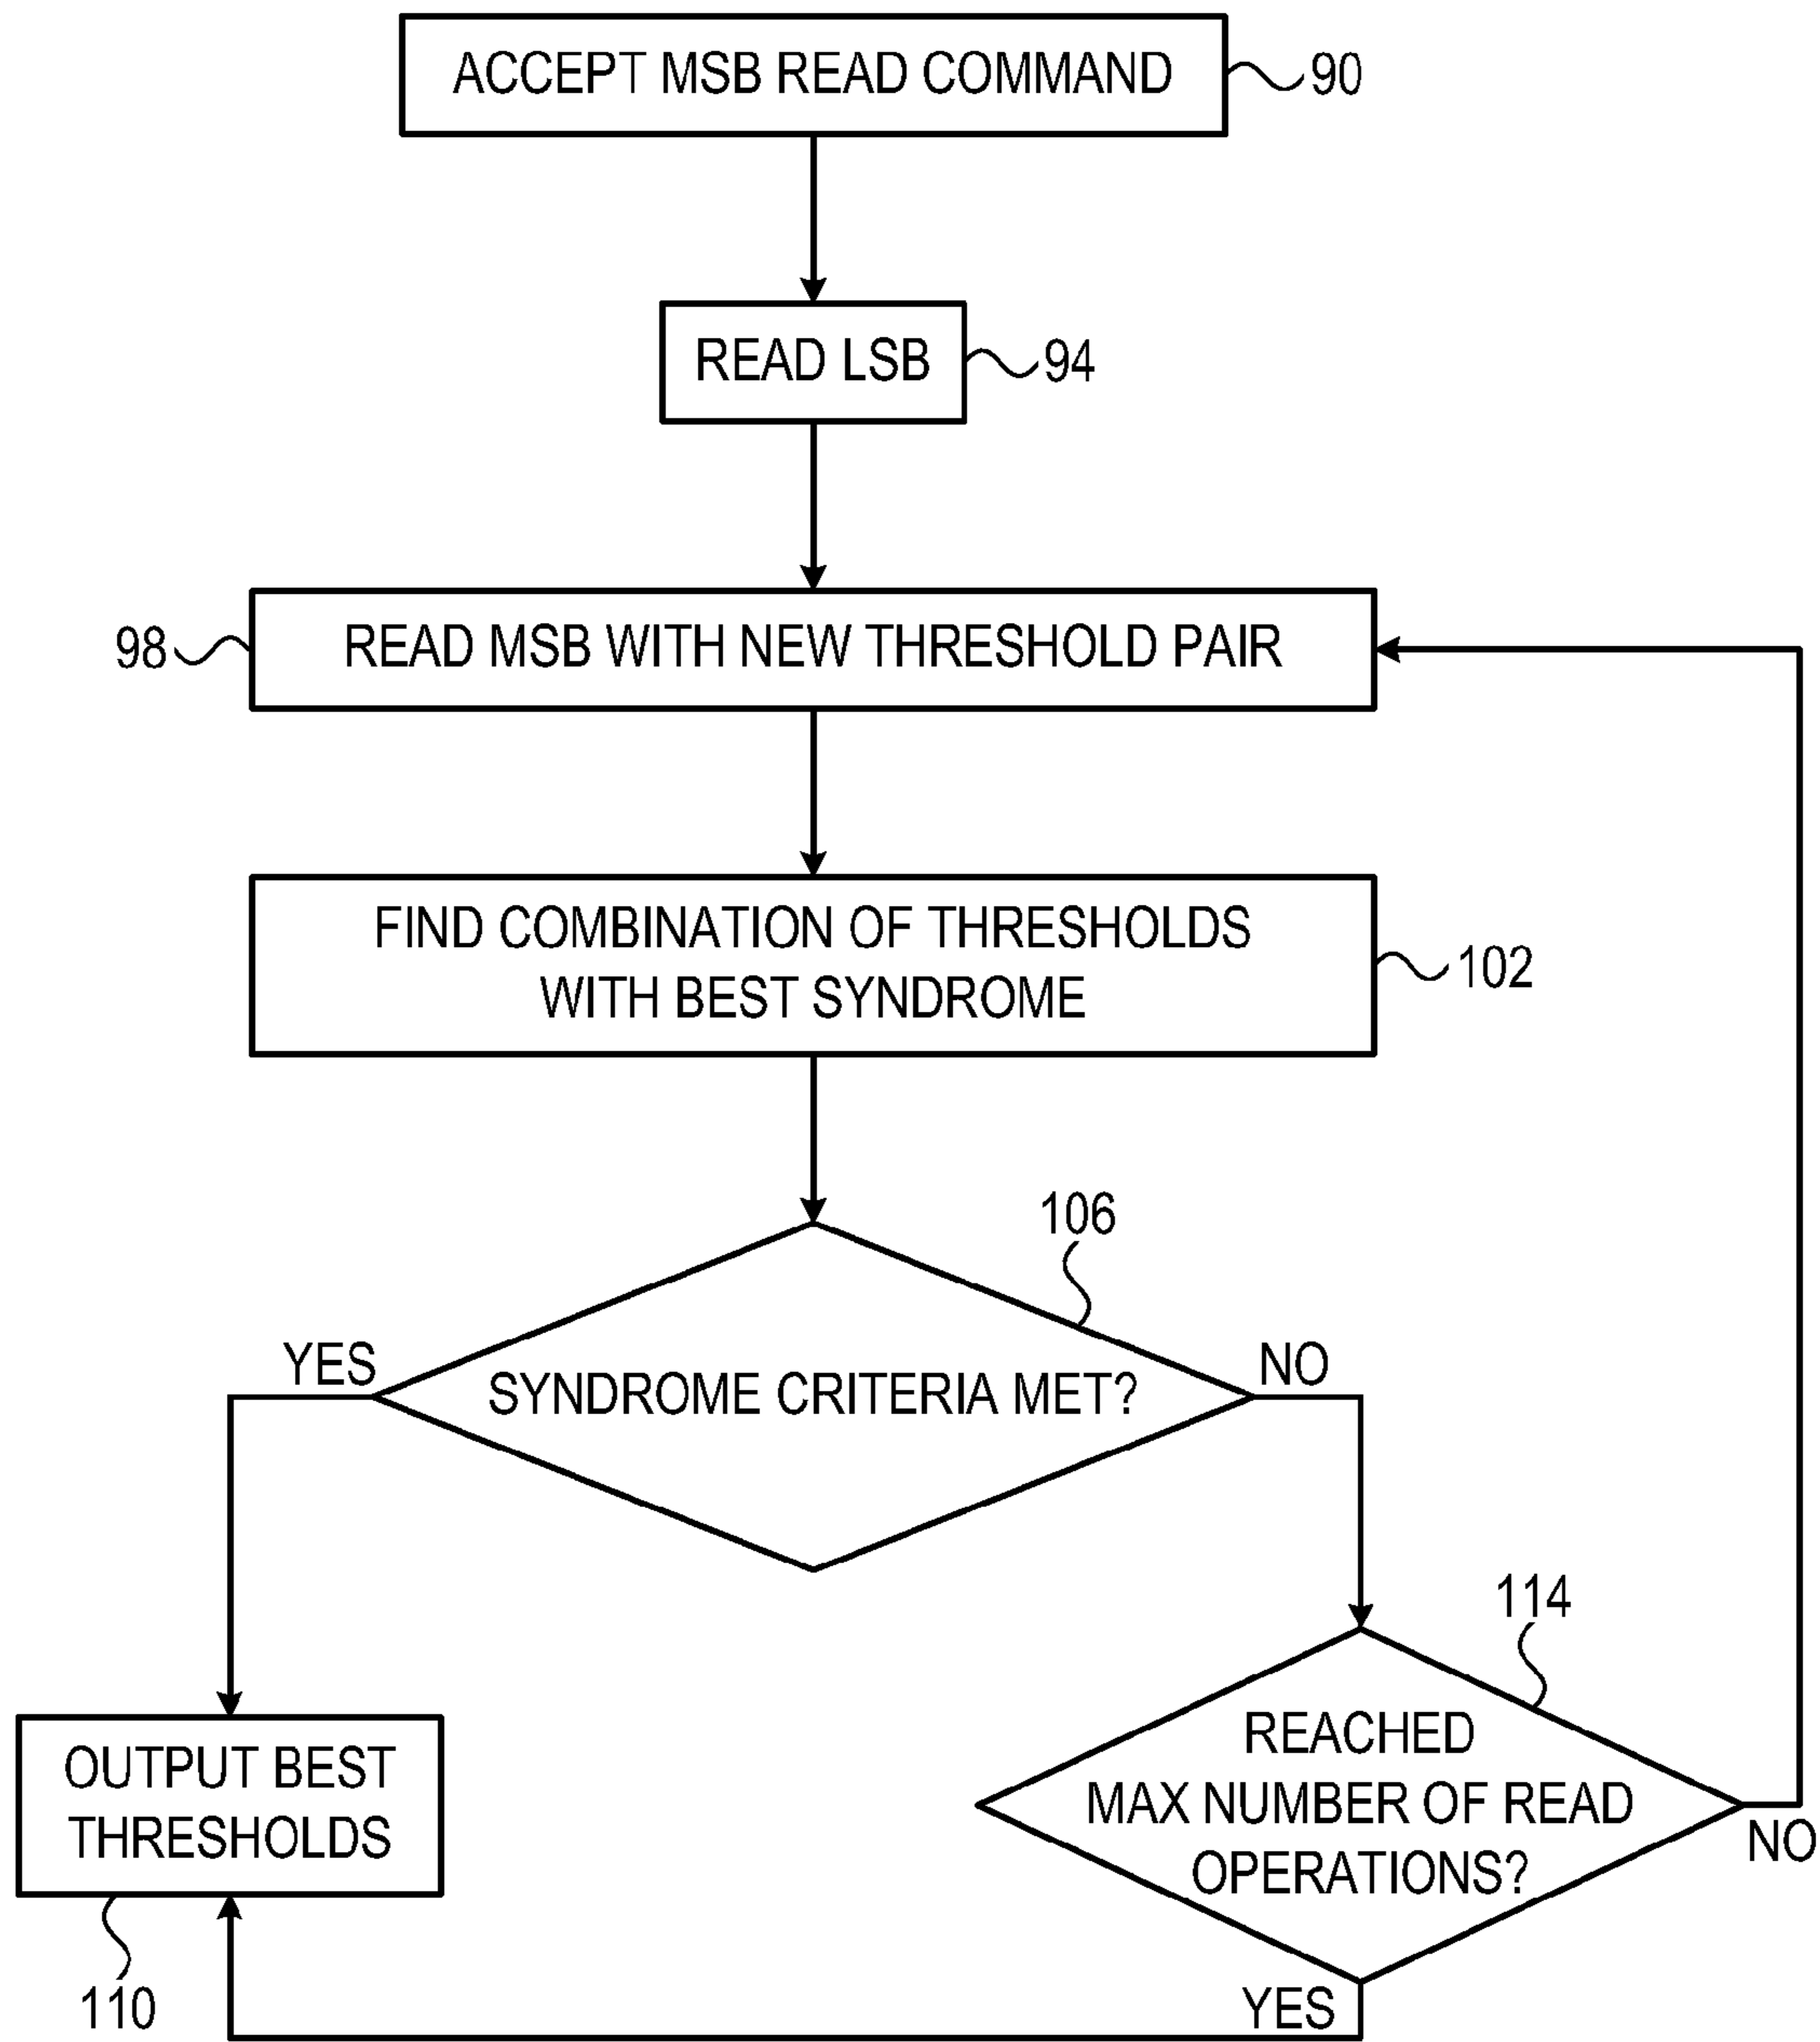 ACCEPT MSB READ COMMAND
90
READ LSB
94
98
READ MSB WITH NEW THRESHOLD PAIR
FIND COMBINATION OF THRESHOLDS
WITH BEST SYNDROME
102
106
YES
SYNDROME CRITERIA MET?
NO
114
OUTPUT BEST
THRESHOLDS
110
REACHED
MAX NUMBER OF READ
OPERATIONS?
NO
YES